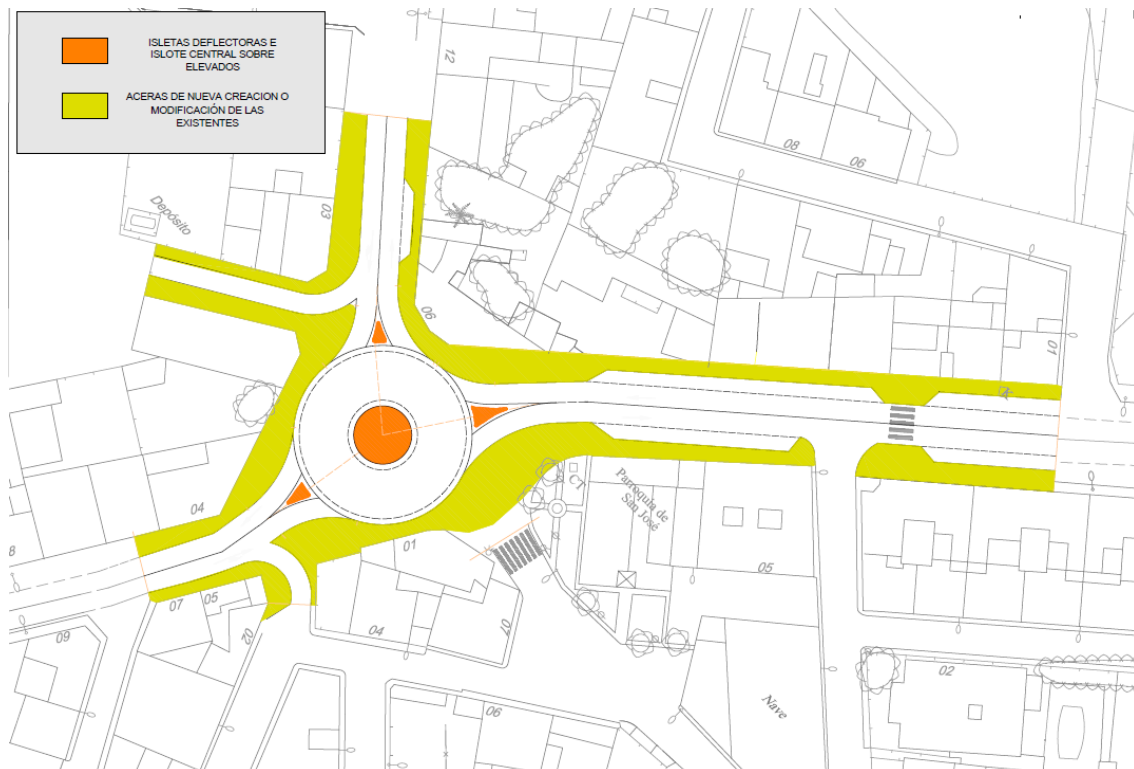 ISLETAS DEFLECTORAS E
ISLOTE CENTRAL SOBRE
ELEVADOS
ACERAS DE NUEVA CREACION O
MODIFICACIÓN DE LAS
EXISTENTES
12
08
06
Depósito
03
06
01
04
CT
Parroquia de
San José
8
01
05
07
05
02
04
07
09
02
Nave
06